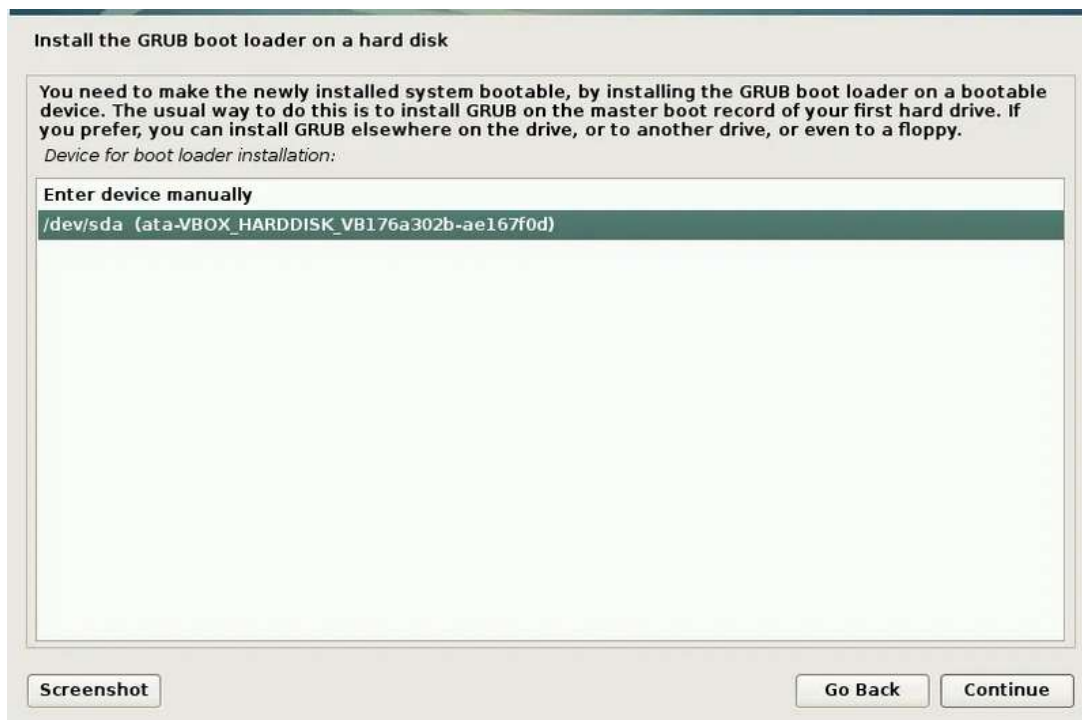 Install the GRUB boot loader on a hard disk
You need to make the newly installed system bootable, by installing the GRUB boot loader on a bootable
device. The usual way to do this is to install GRUB on the master boot record of your first hard drive. If
you prefer, you can install GRUB elsewhere on the drive, or to another drive, or even to a floppy.
Device for boot loader installation:
Enter device manually
/dev/sda (ata-VBOX_HARDDISK_VB176a302b-ae167f0d)
Screenshot
Go Back
Continue